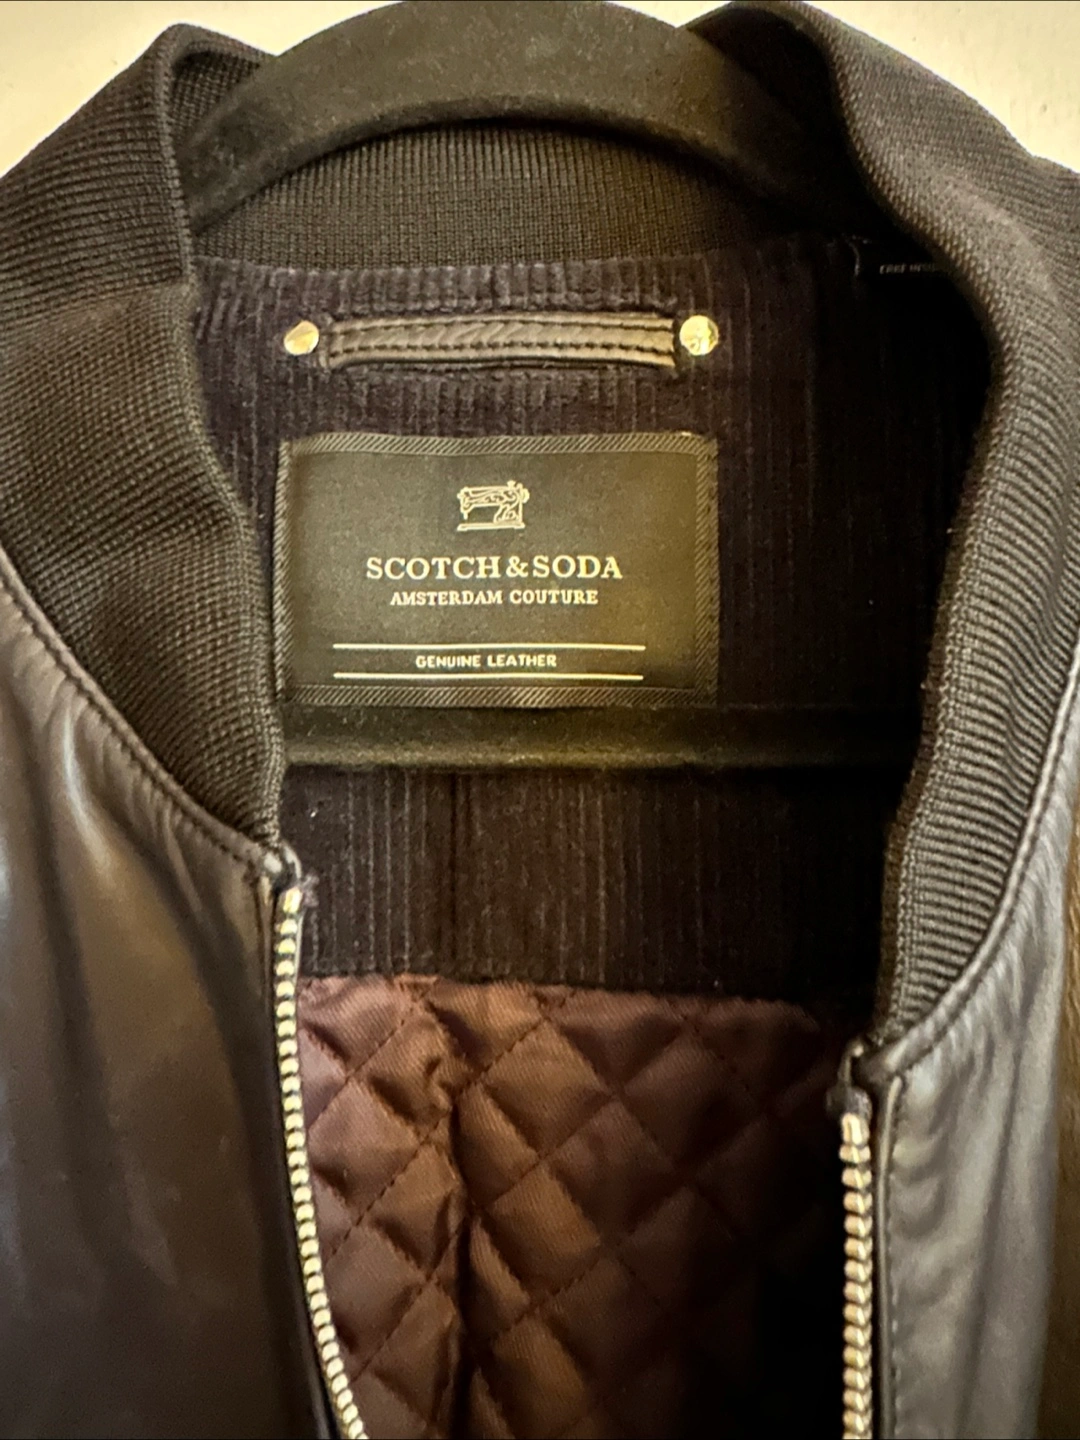 SCOTCH & SODA
AMSTERDAM COUTURE
GENUINE LEATHER